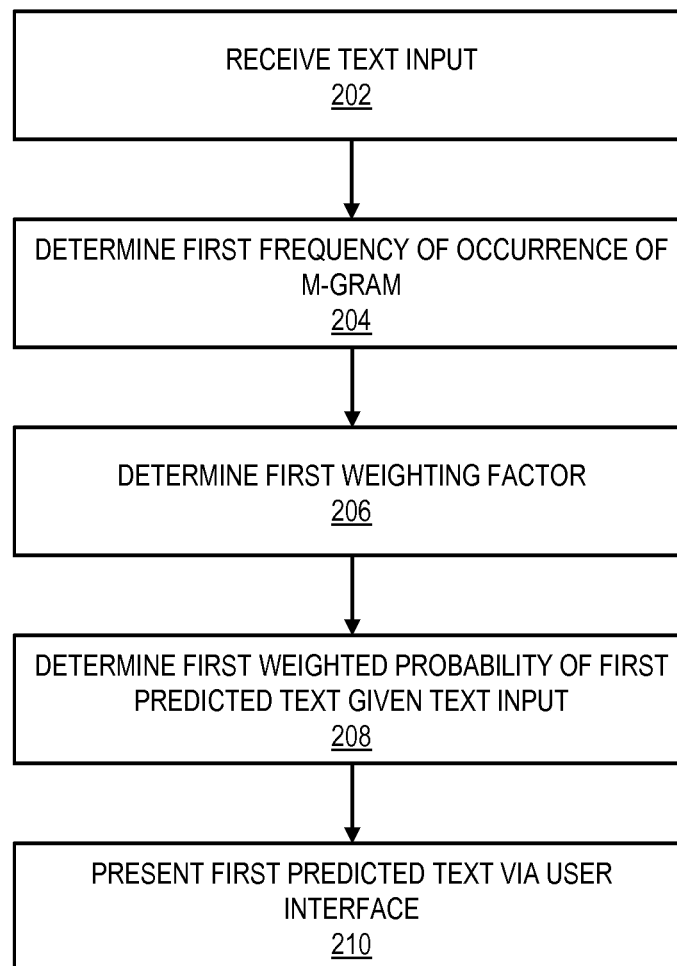 RECEIVE TEXT INPUT
202
DETERMINE FIRST FREQUENCY OF OCCURRENCE OF
M-GRAM
204
DETERMINE FIRST WEIGHTING FACTOR
206
DETERMINE FIRST WEIGHTED PROBABILITY OF FIRST
PREDICTED TEXT GIVEN TEXT INPUT
208
PRESENT FIRST PREDICTED TEXT VIA USER
INTERFACE
210